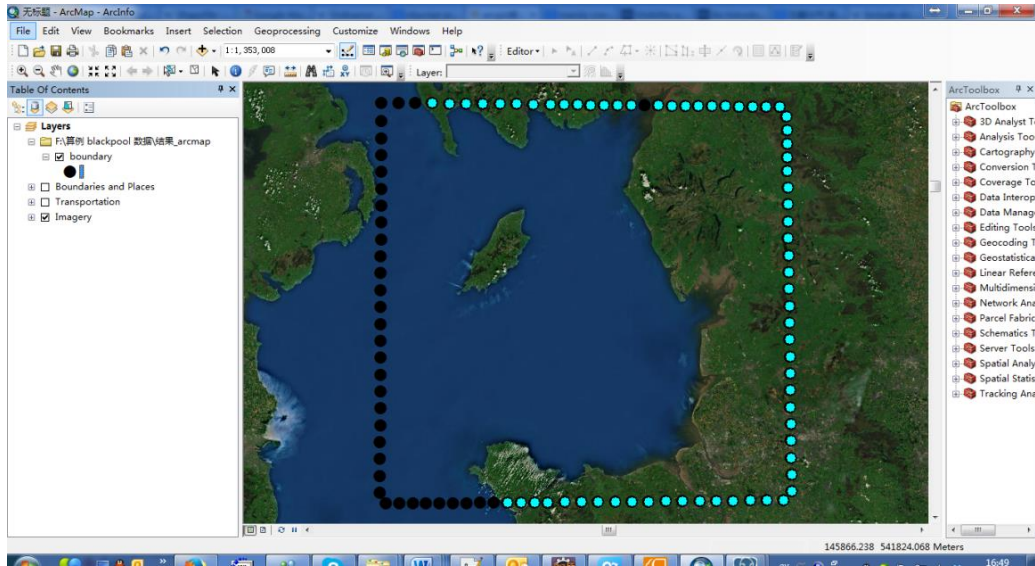 无标题 - ArcMap - ArcInfo
File Edit View Bookmarks Insert Selection Geoprocessing Customize Windows Help
1:1,353,008
Editor
Layer:
Table Of Contents
Layers
F:\算例 blackpool 数据\结果_arcmap
boundary
Boundaries and Places
Transportation
Imagery
ArcToolbox
ArcToolbox
3D Analyst T
Analysis Too
Cartography
Conversion T
Coverage To
Data Interop
Data Manag
Editing Tools
Geocoding T
Geostatistica
Linear Refere
Multidimensi
Network Ana
Parcel Fabric
Schematics T
Server Tools
Spatial Analy
Spatial Statis
Tracking Ana
145866.238 541824.068 Meters
16:49